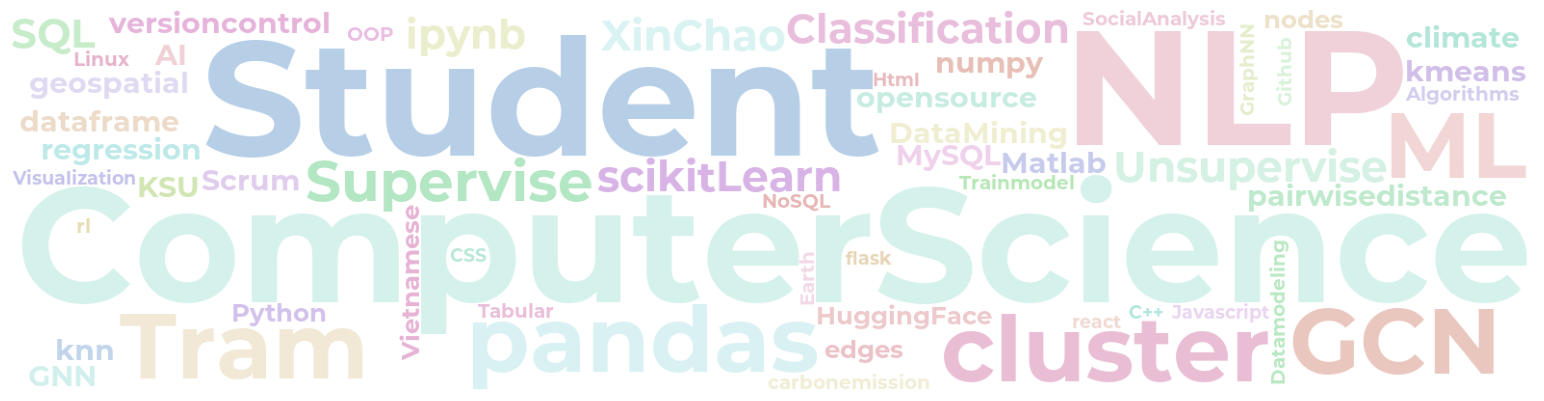 SQL
versioncontrol
OOP
ipynb
XinChao
Classification
SocialAnalysis
nodes
Linux
AI
Student
Html
numpy
NLP
GraphNN
Github
climate
geospatial
opensource
kmeans
Algorithms
dataframe
DataMining
ML
regression
MySQL
Matlab
Unsupervise
Visualization
KSU
Scrum
Supervise
scikitLearn
Trainmodel
pairwisedistance
NoSQL
rl
ComputerScience
Vietnamese
CSS
Earth
flask
Datamodeling
Python
Tabular
HuggingFace
react
C++
Javascript
Tram
pandas
cluster
GCN
knn
edges
GNN
carbonemission